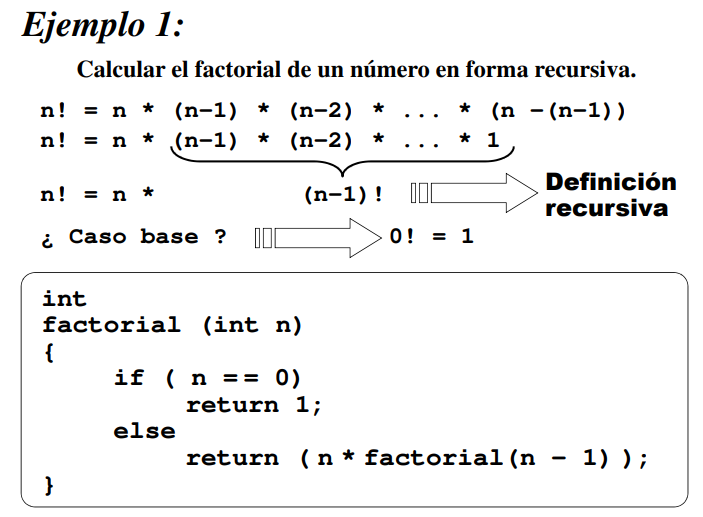 Ejemplo 1:
Calcular el factorial de un número en forma recursiva.
n! = n * (n-1) * (n-2) * ... * (n -(n-1))
n! = n * (n-1) * (n-2) * ... * 1
n! = n * (n-1)! Definición recursiva
¿ Caso base ? 0! = 1
int
factorial (int n)
{
if ( n == 0)
return 1;
else
return ( n * factorial(n - 1) );
}